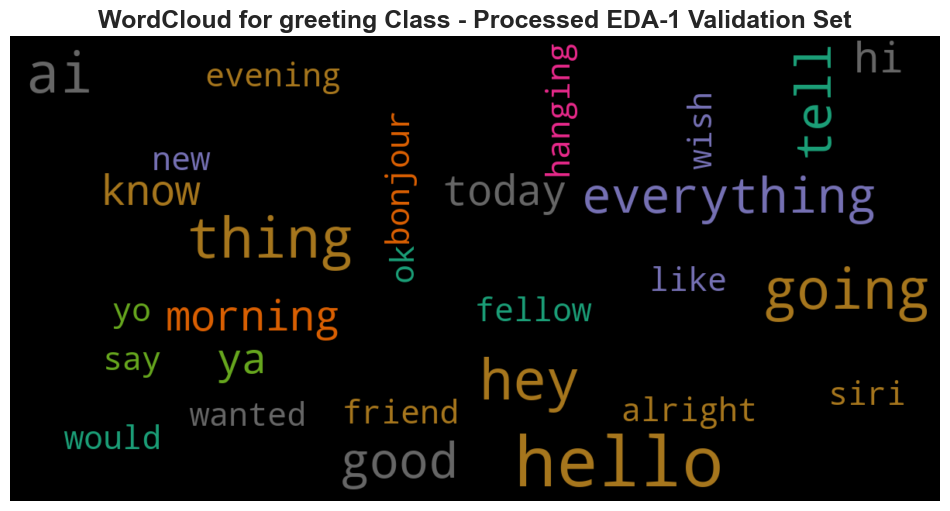 WordCloud for greeting Class - Processed EDA-1 Validation Set
ai
evening
hanging
tell
hi
new
know
bonjour
today
wish
everything
thing
ok
like
going
yo
morning
fellow
say
ya
hey
siri
wanted
friend
alright
would
good
hello